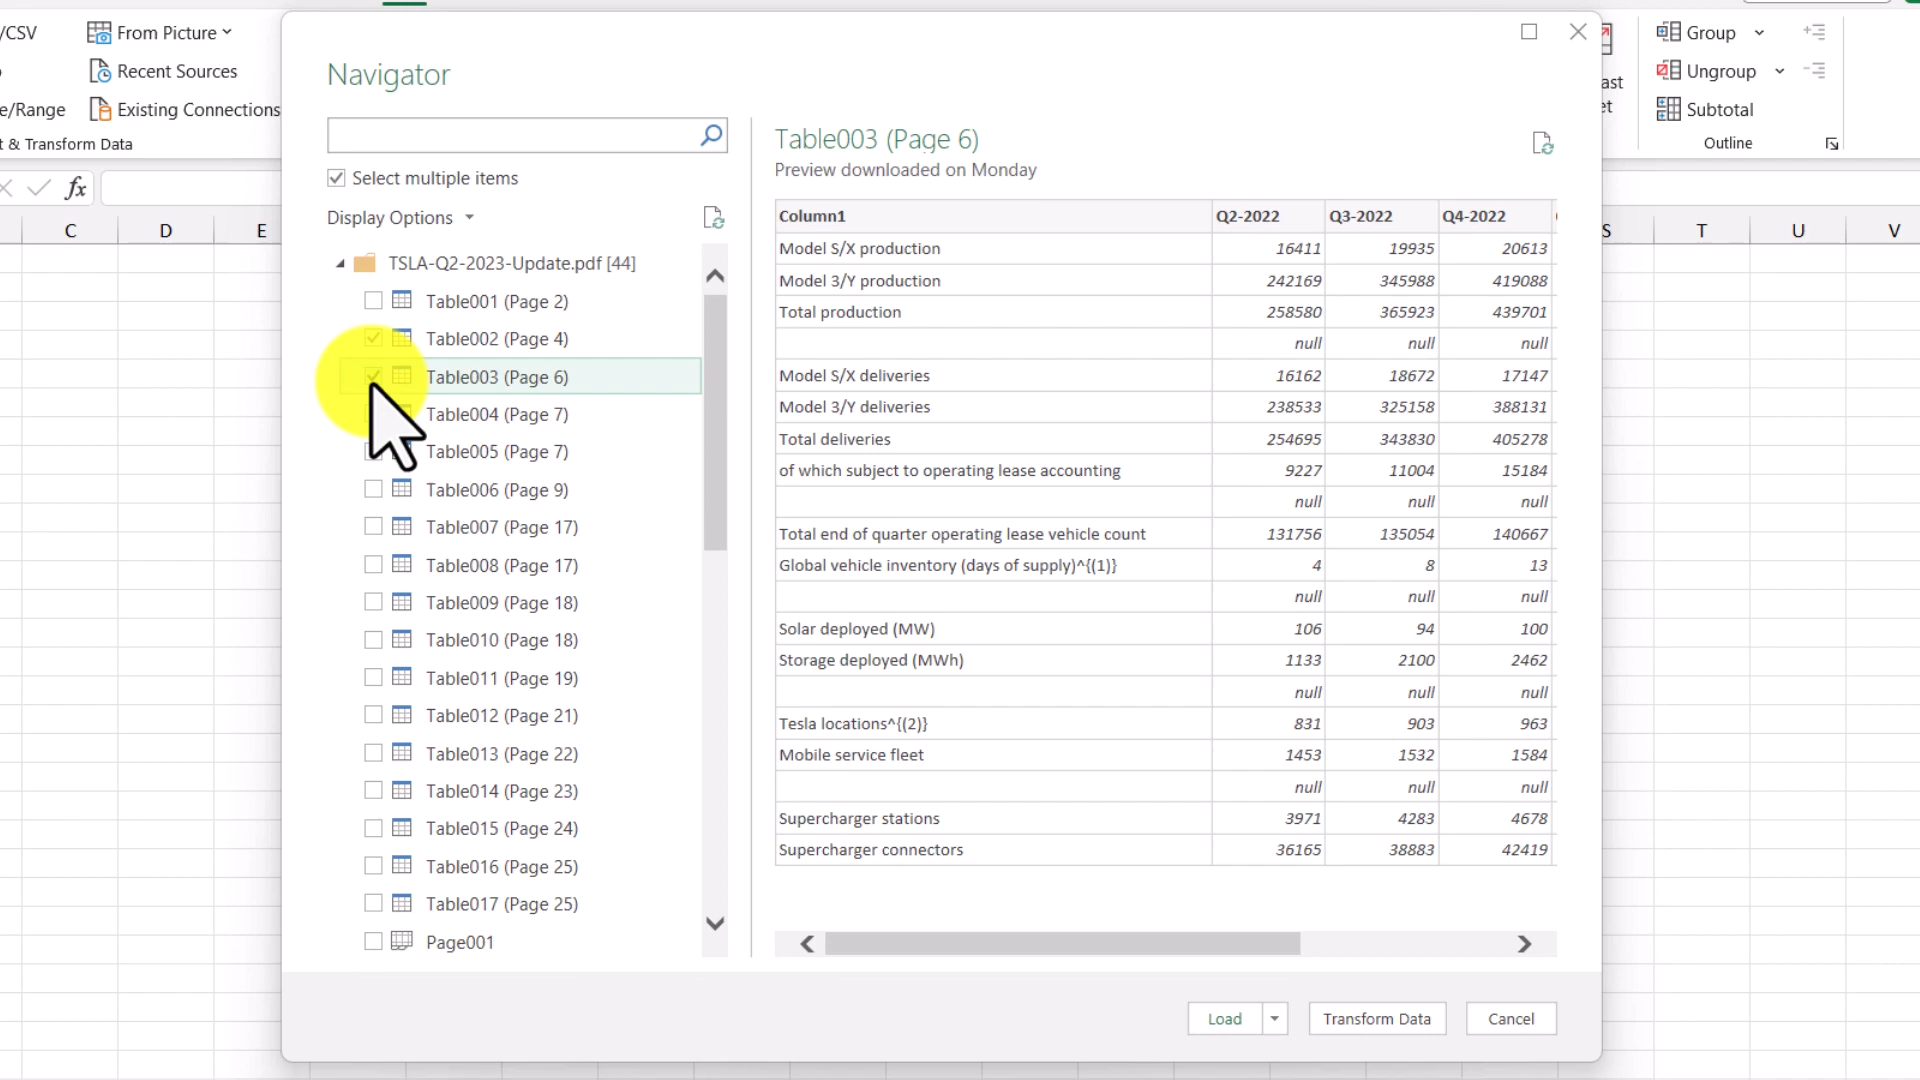 /CSV
From Picture
Recent Sources
e/Range
Existing Connections
t & Transform Data
fx
C D E
Navigator
Select multiple items
Display Options
TSLA-Q2-2023-Update.pdf [44]
Table001 (Page 2)
Table002 (Page 4)
Table003 (Page 6)
Table004 (Page 7)
Table005 (Page 7)
Table006 (Page 9)
Table007 (Page 17)
Table008 (Page 17)
Table009 (Page 18)
Table010 (Page 18)
Table011 (Page 19)
Table012 (Page 21)
Table013 (Page 22)
Table014 (Page 23)
Table015 (Page 24)
Table016 (Page 25)
Table017 (Page 25)
Page001
Table003 (Page 6)
Preview downloaded on Monday
Column1 Q2-2022 Q3-2022 Q4-2022
Model S/X production 16411 19935 20613
Model 3/Y production 242169 345988 419088
Total production 258580 365923 439701
null null null
Model S/X deliveries 16162 18672 17147
Model 3/Y deliveries 238533 325158 388131
Total deliveries 254695 343830 405278
of which subject to operating lease accounting 9227 11004 15184
null null null
Total end of quarter operating lease vehicle count 131756 135054 140667
Global vehicle inventory (days of supply)^{(1)} 4 8 13
null null null
Solar deployed (MW) 106 94 100
Storage deployed (MWh) 1133 2100 2462
null null null
Tesla locations^{(2)} 831 903 963
Mobile service fleet 1453 1532 1584
null null null
Supercharger stations 3971 4283 4678
Supercharger connectors 36165 38883 42419
Load
Transform Data
Cancel
ast
et
Group
Ungroup
Subtotal
Outline
S T U V